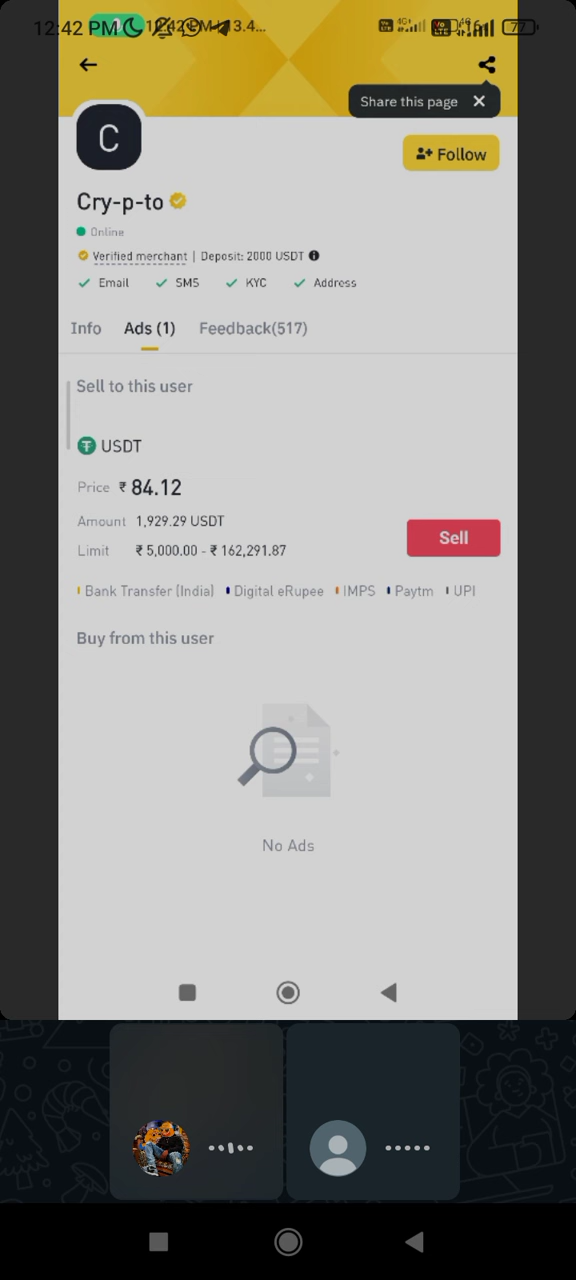 12:42 PM
77
Share this page
C
Follow
Cry-p-to
Online
Verified merchant | Deposit: 2000 USDT
Email SMS KYC Address
Info Ads (1) Feedback(517)
Sell to this user
USDT
Price ₹ 84.12
Amount 1,929.29 USDT
Limit ₹ 5,000.00 - ₹ 162,291.87
Sell
Bank Transfer (India) Digital eRupee IMPS Paytm UPI
Buy from this user
No Ads